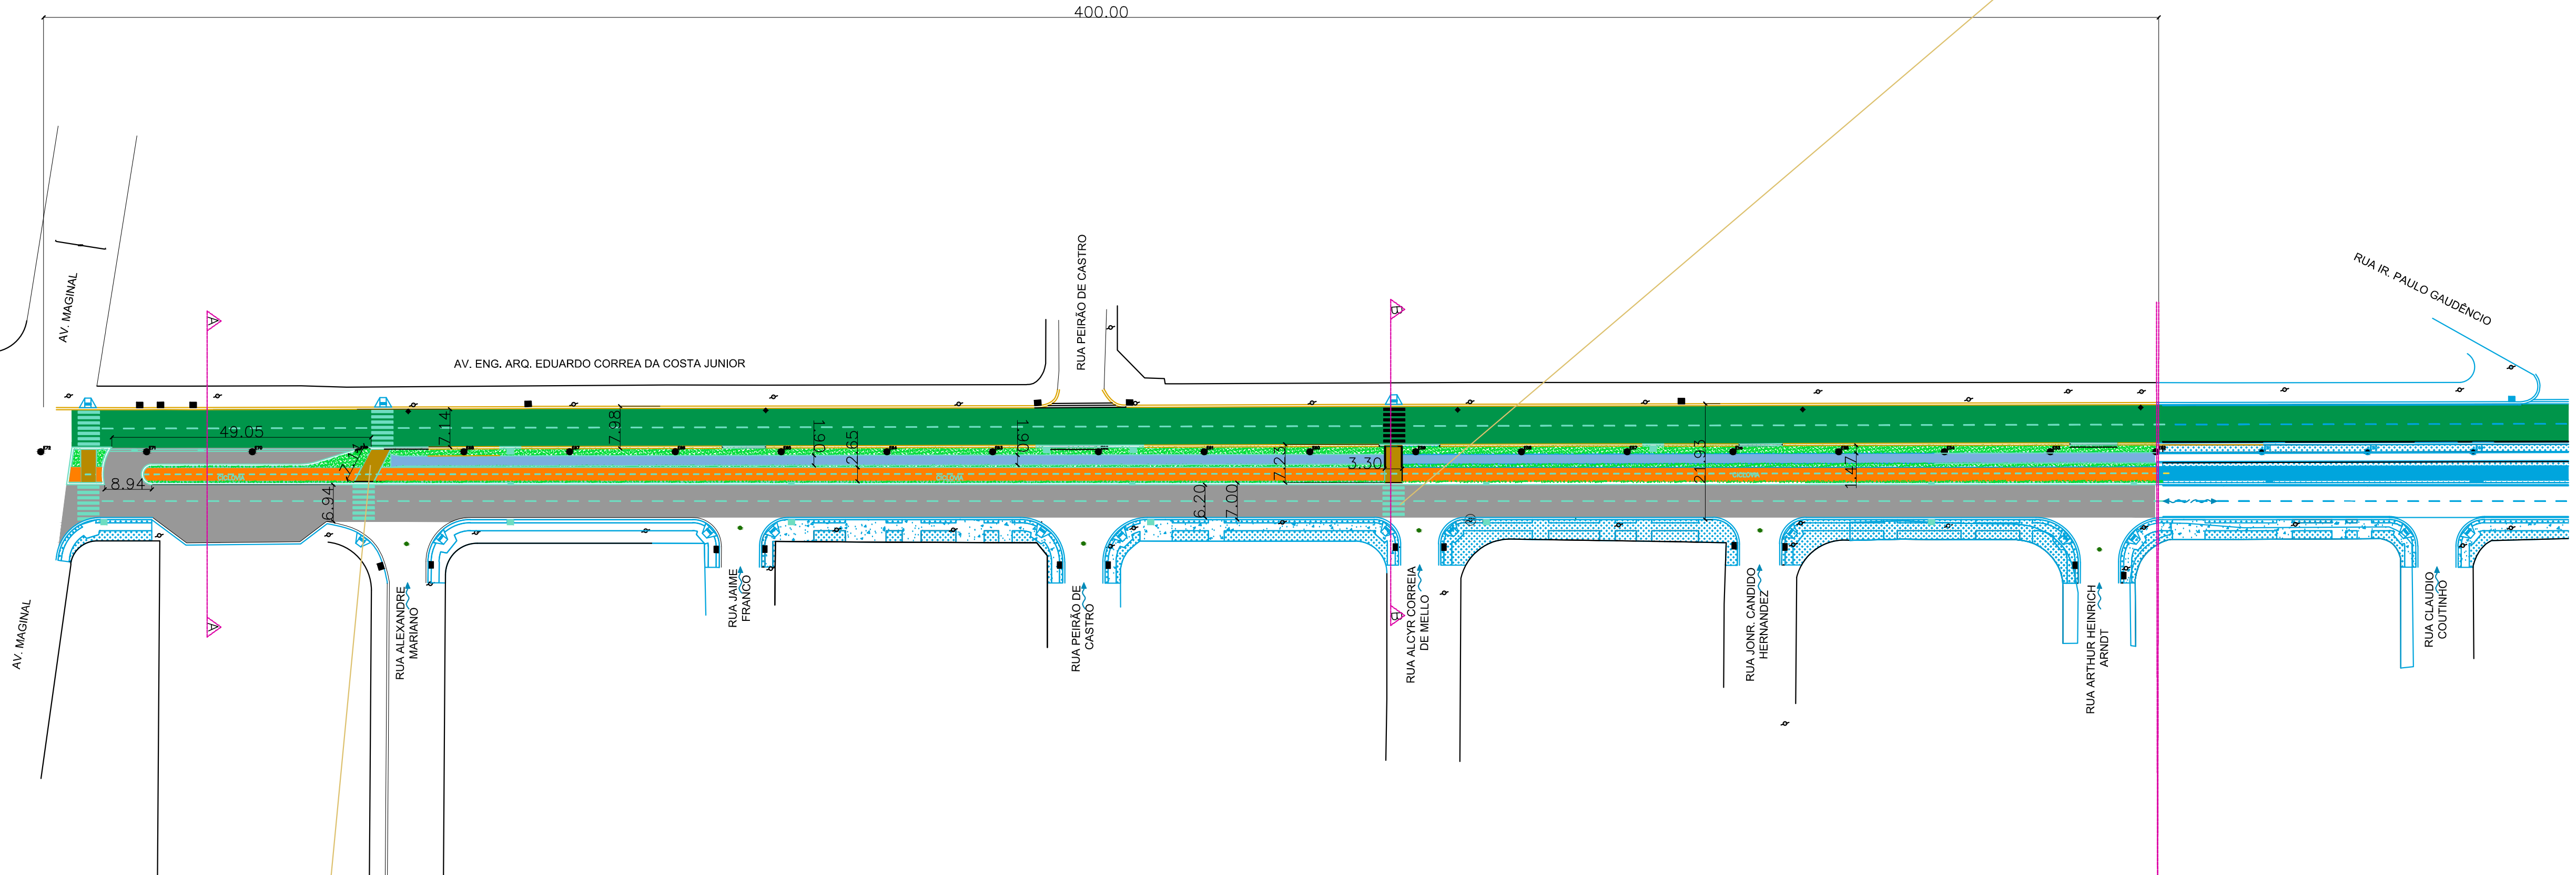 400.00
RUA IR. PAULO GAUDÊNCIO
RUA PEIRÃO DE CASTRO
AV. MAGINAL
AV. ENG. ARQ. EDUARDO CORREA DA COSTA JUNIOR
A
B
49.05
7.14
7.98
1.90
2.65
1.90
7.23
3.30
21.93
1.47
8.94
6.94
6.20
7.00
CICLOVIA
CICLOVIA
CICLOVIA
A
B
AV. MAGINAL
RUA ALEXANDRE
MARIANO
RUA JAIME
FRANCO
RUA PEIRÃO DE
CASTRO
RUA ALCYR CORREIA
DE MELLO
RUA JONR. CANDIDO
HERNANDEZ
RUA ARTHUR HEINRICH
ARNDT
RUA CLAUDIO
COUTINHO